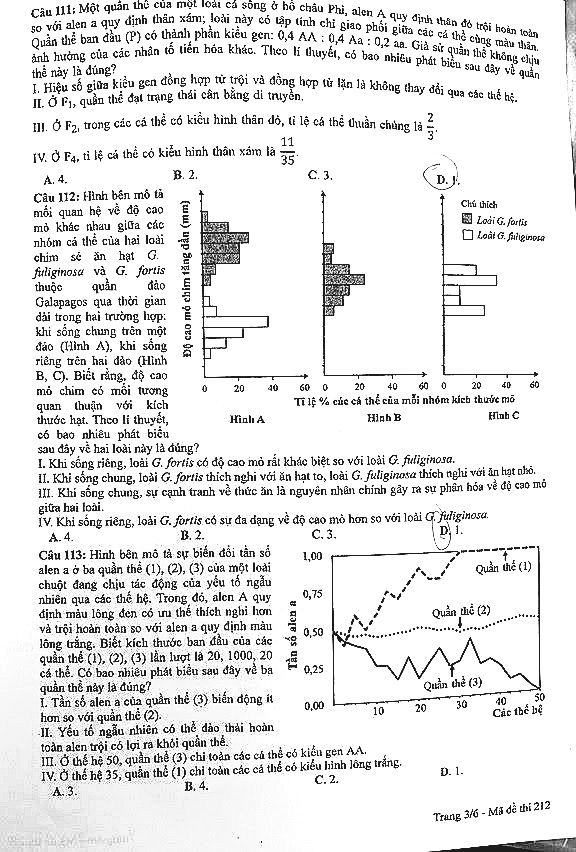 Câu 111: Một quần thể của một loài cá sống ở hồ châu Phi, alen A quy định thân đỏ trội hoàn toàn
so với alen a quy định thân xám; loài này có tập tính chỉ giao phối giữa các cá thể cùng màu thân.
Quần thể ban đầu (P) có thành phần kiểu gen: 0,4 AA : 0,4 Aa : 0,2 aa. Giả sử quần thể không chịu
ảnh hưởng của các nhân tố tiến hóa khác. Theo lí thuyết, có bao nhiêu phát biểu sau đây về quần
thể này là đúng?
I. Hiệu số giữa kiểu gen đồng hợp tử trội và đồng hợp tử lặn là không thay đổi qua các thế hệ.
II. Ở F₁, quần thể đạt trạng thái cân bằng di truyền.
III. Ở F₂, trong các cá thể có kiểu hình thân đỏ, tỉ lệ cá thể thuần chủng là 2/3.
IV. Ở F₄, tỉ lệ cá thể có kiểu hình thân xám là 11/35.
A. 4. B. 2. C. 3. D. 1.
Câu 112: Hình bên mô tả
mối quan hệ về độ cao
mỏ khác nhau giữa các
nhóm cá thể của hai loài
chim sẻ ăn hạt G.
fuliginosa và G. fortis
thuộc quần đảo
Galapagos qua thời gian
dài trong hai trường hợp:
khi sống chung trên một
đảo (Hình A), khi sống
riêng trên hai đảo (Hình
B, C). Biết rằng, độ cao
mỏ chim có mối tương
quan thuận với kích
thước hạt. Theo lí thuyết,
có bao nhiêu phát biểu
sau đây về hai loài này là đúng?
Độ cao mỏ chim tăng dần (mm)
Chú thích
Loài G. fortis
Loài G. fuliginosa
0 20 40 60 0 20 40 60 0 20 40 60
Tỉ lệ % các cá thể của mỗi nhóm kích thước mỏ
Hình A Hình B Hình C
I. Khi sống riêng, loài G. fortis có độ cao mỏ rất khác biệt so với loài G. fuliginosa.
II. Khi sống chung, loài G. fortis thích nghi với ăn hạt to, loài G. fuliginosa thích nghi với ăn hạt nhỏ.
III. Khi sống chung, sự cạnh tranh về thức ăn là nguyên nhân chính gây ra sự phân hóa về độ cao mỏ
giữa hai loài.
IV. Khi sống riêng, loài G. fortis có sự đa dạng về độ cao mỏ hơn so với loài G. fuliginosa.
A. 4. B. 2. C. 3. D. 1.
Câu 113: Hình bên mô tả sự biến đổi tần số
alen a ở ba quần thể (1), (2), (3) của một loài
chuột đang chịu tác động của yếu tố ngẫu
nhiên qua các thế hệ. Trong đó, alen A quy
định màu lông đen có ưu thế thích nghi hơn
và trội hoàn toàn so với alen a quy định màu
lông trắng. Biết kích thước ban đầu của các
quần thể (1), (2), (3) lần lượt là 20, 1000, 20
cá thể. Có bao nhiêu phát biểu sau đây về ba
quần thể này là đúng?
I. Tần số alen a của quần thể (3) biến động ít
hơn so với quần thể (2).
II. Yếu tố ngẫu nhiên có thể đào thải hoàn
toàn alen trội có lợi ra khỏi quần thể.
Tần số alen a
1,00
0,75
0,50
0,25
0,00
Quần thể (1)
Quần thể (2)
Quần thể (3)
10 20 30 40 50
Các thế hệ
III. Ở thế hệ 50, quần thể (3) chỉ toàn các cá thể có kiểu gen AA.
IV. Ở thế hệ 35, quần thể (1) chỉ toàn các cá thể có kiểu hình lông trắng.
A. 3. B. 4. C. 2. D. 1.
Trang 3/6 - Mã đề thi 212